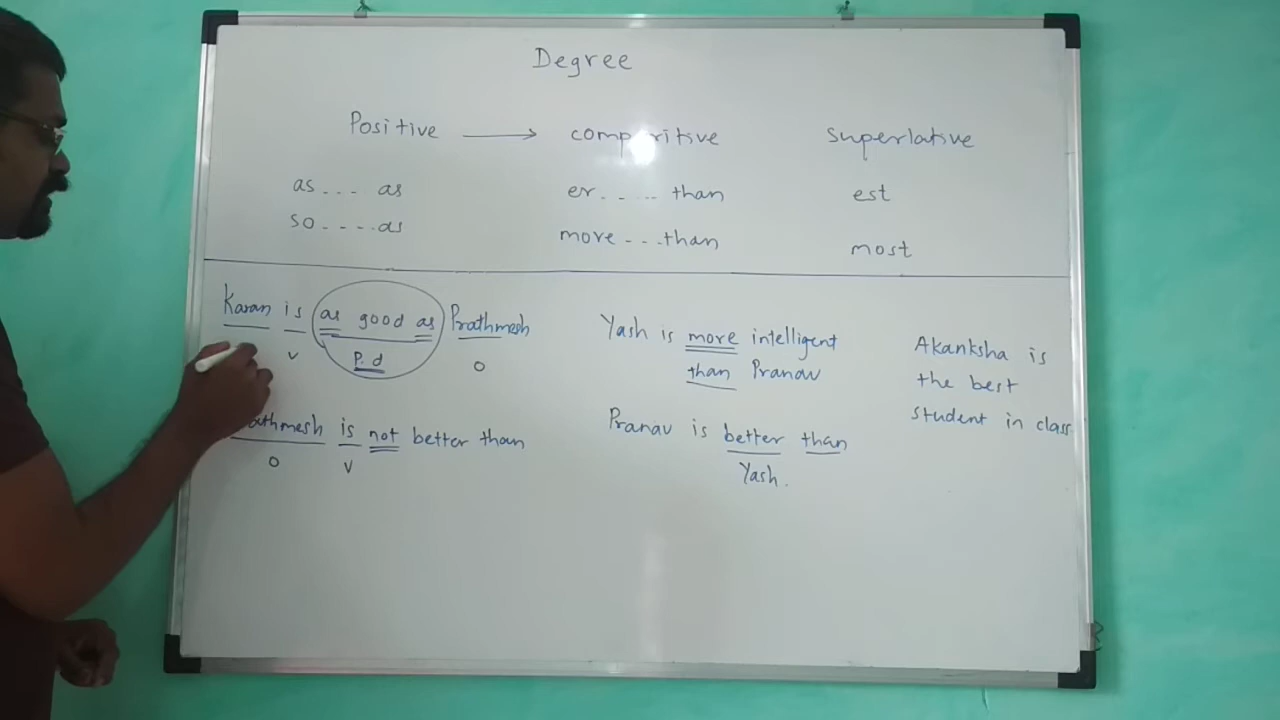 Degree
Positive → comparitive superlative
as... as er..... than est
so....as more...than most
Karan is as good as Prathmesh
v P.d o
is not better than
o v
Yash is more intelligent
than Pranav
Pranav is better than
Yash.
Akanksha is
the best
student in class